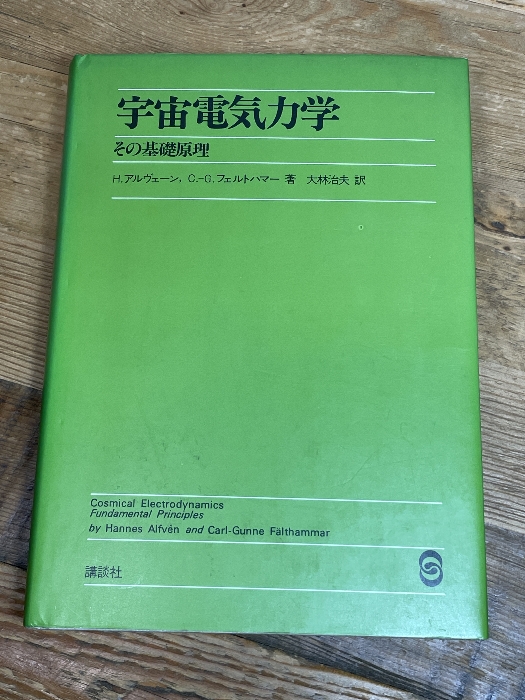 宇宙電気力学
その基礎原理
H.アルヴェーン, C.-G.フェルトハマー 著 大林治夫 訳
Cosmical Electrodynamics
Fundamental Principles
by Hannes Alfvén and Carl-Gunne Fälthammar
講談社